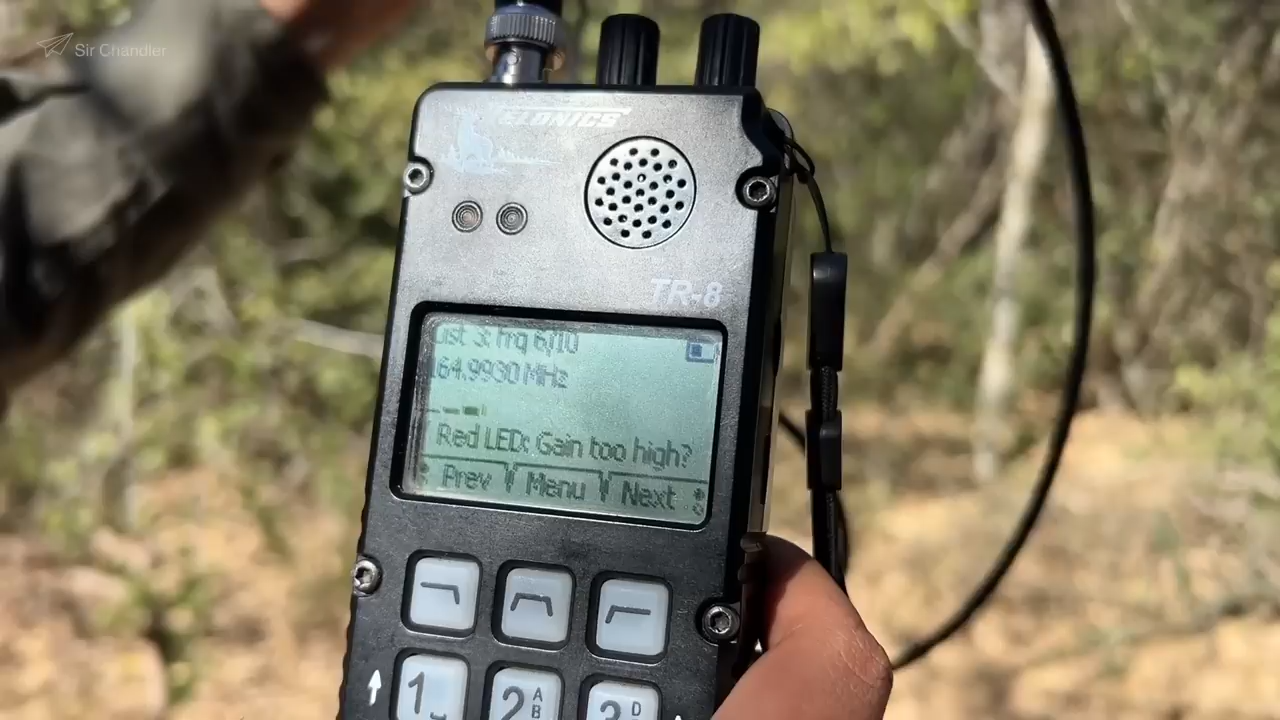 Sir Chandler
TELONICS
TR-8
List 3: frq 6/10
164.9930 MHz
Red LED: Gain too high?
Prev Menu Next
1
2 A B
3 D